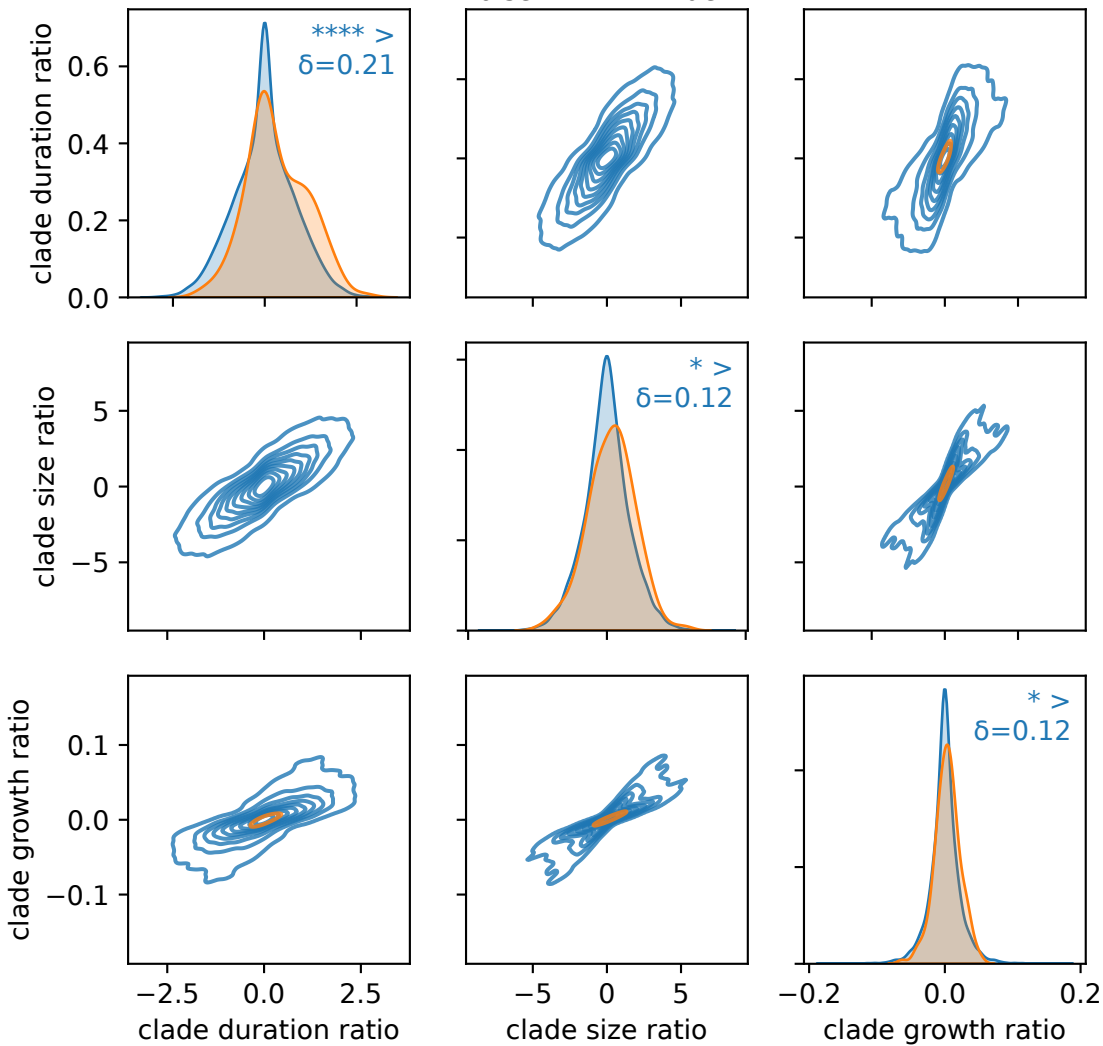 clade duration ratio
0.6
0.4
0.2
0.0
**** >
δ=0.21
clade size ratio
5
0
−5
* >
δ=0.12
clade growth ratio
0.1
0.0
−0.1
* >
δ=0.12
−2.5 0.0 2.5
−5 0 5
−0.2 0.0 0.2
clade duration ratio
clade size ratio
clade growth ratio